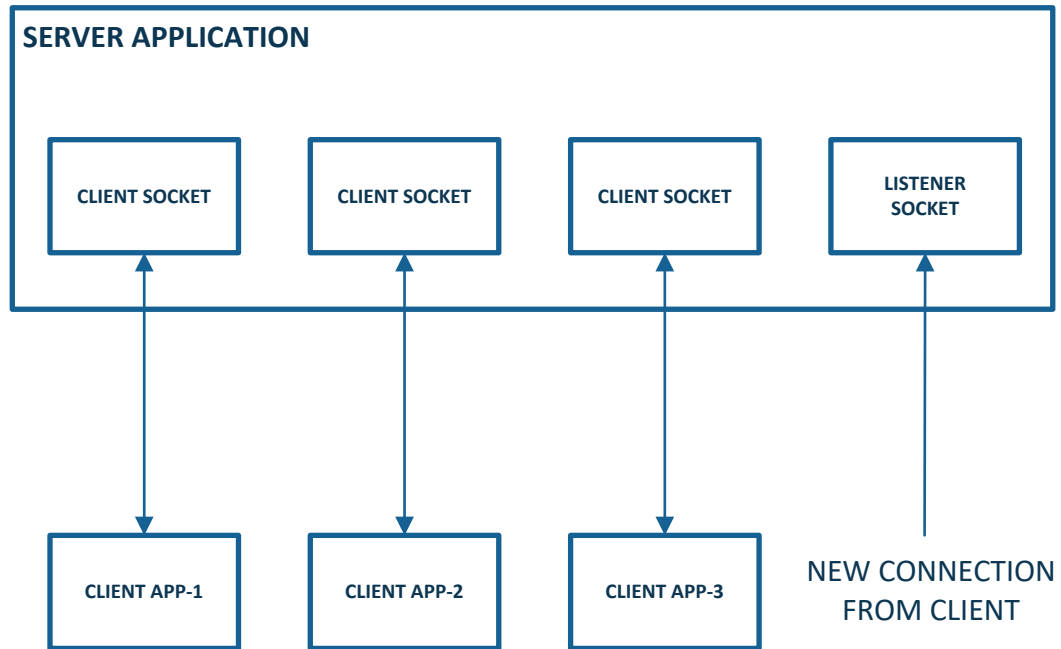 SERVER APPLICATION
CLIENT SOCKET
CLIENT SOCKET
CLIENT SOCKET
LISTENER
SOCKET
CLIENT APP-1
CLIENT APP-2
CLIENT APP-3
NEW CONNECTION
FROM CLIENT